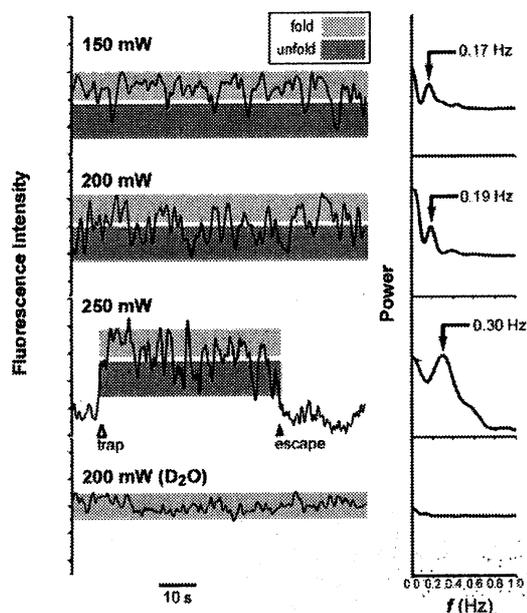 fold
unfold
150 mW
0.17 Hz
200 mW
0.19 Hz
250 mW
0.30 Hz
trap
escape
200 mW (D₂O)
10 s
Fluorescence Intensity
Power
0.0 0.2 0.4 0.6 0.8 1.0
f (Hz)